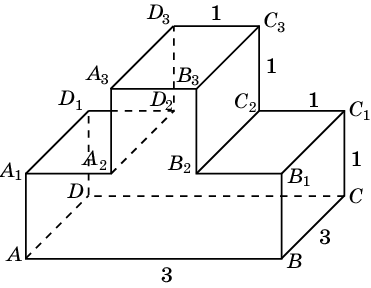 D₃ 1 C₃
A₃ B₃ 1
D₁ D₂ C₂ 1 C₁
A₁ A₂ B₂ B₁ 1
D C
3
A B
3